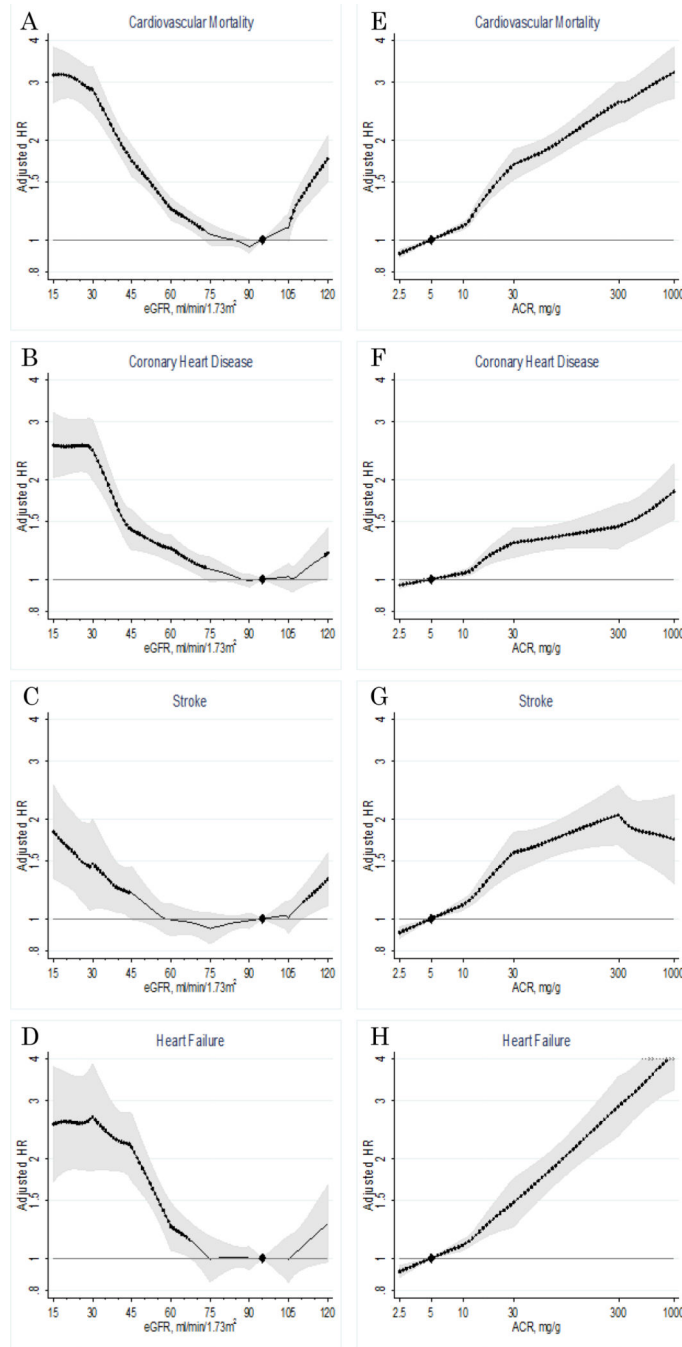 A
Cardiovascular Mortality
4
3
2
1.5
1
.8
Adjusted HR
15 30 45 60 75 90 105 120
eGFR, ml/min/1.73m²
E
Cardiovascular Mortality
4
3
2
1.5
1
.8
Adjusted HR
2.5 5 10 30 300 1000
ACR, mg/g
B
Coronary Heart Disease
4
3
2
1.5
1
.8
Adjusted HR
15 30 45 60 75 90 105 120
eGFR, ml/min/1.73m²
F
Coronary Heart Disease
4
3
2
1.5
1
.8
Adjusted HR
2.5 5 10 30 300 1000
ACR, mg/g
C
Stroke
4
3
2
1.5
1
.8
Adjusted HR
15 30 45 60 75 90 105 120
eGFR, ml/min/1.73m²
G
Stroke
4
3
2
1.5
1
.8
Adjusted HR
2.5 5 10 30 300 1000
ACR, mg/g
D
Heart Failure
4
3
2
1.5
1
.8
Adjusted HR
15 30 45 60 75 90 105 120
eGFR, ml/min/1.73m²
H
Heart Failure
4
3
2
1.5
1
.8
Adjusted HR
2.5 5 10 30 300 1000
ACR, mg/g